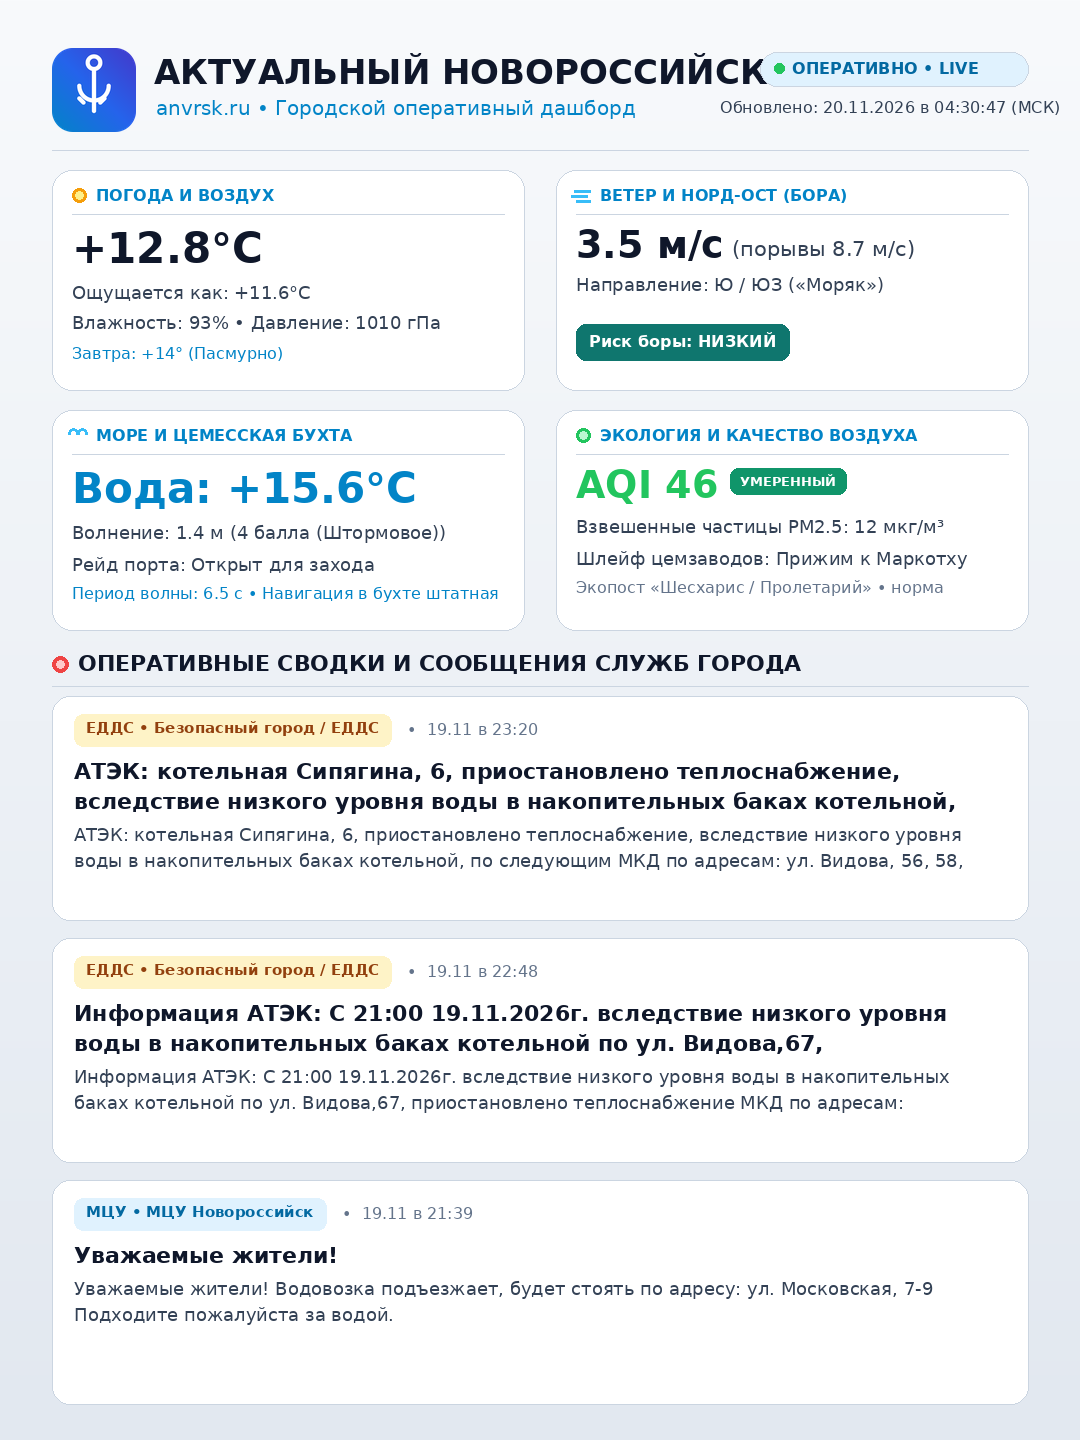 АКТУАЛЬНЫЙ НОВОРОССИЙСК
ОПЕРАТИВНО • LIVE
anvrsk.ru • Городской оперативный дашборд
Обновлено: 20.11.2026 в 04:30:47 (МСК)
ПОГОДА И ВОЗДУХ
+12.8°C
Ощущается как: +11.6°C
Влажность: 93% • Давление: 1010 гПа
Завтра: +14° (Пасмурно)
ВЕТЕР И НОРД-ОСТ (БОРА)
3.5 м/с (порывы 8.7 м/с)
Направление: Ю / ЮЗ («Моряк»)
Риск боры: НИЗКИЙ
МОРЕ И ЦЕМЕССКАЯ БУХТА
Вода: +15.6°C
Волнение: 1.4 м (4 балла (Штормовое))
Рейд порта: Открыт для захода
Период волны: 6.5 с • Навигация в бухте штатная
ЭКОЛОГИЯ И КАЧЕСТВО ВОЗДУХА
AQI 46 УМЕРЕННЫЙ
Взвешенные частицы PM2.5: 12 мкг/м³
Шлейф цемзаводов: Прижим к Маркотху
Экопост «Шесхарис / Пролетарий» • норма
ОПЕРАТИВНЫЕ СВОДКИ И СООБЩЕНИЯ СЛУЖБ ГОРОДА
ЕДДС • Безопасный город / ЕДДС • 19.11 в 23:20
АТЭК: котельная Сипягина, 6, приостановлено теплоснабжение,
вследствие низкого уровня воды в накопительных баках котельной,
АТЭК: котельная Сипягина, 6, приостановлено теплоснабжение, вследствие низкого уровня
воды в накопительных баках котельной, по следующим МКД по адресам: ул. Видова, 56, 58,
ЕДДС • Безопасный город / ЕДДС • 19.11 в 22:48
Информация АТЭК: С 21:00 19.11.2026г. вследствие низкого уровня
воды в накопительных баках котельной по ул. Видова,67,
Информация АТЭК: С 21:00 19.11.2026г. вследствие низкого уровня воды в накопительных
баках котельной по ул. Видова,67, приостановлено теплоснабжение МКД по адресам:
МЦУ • МЦУ Новороссийск • 19.11 в 21:39
Уважаемые жители!
Уважаемые жители! Водовозка подъезжает, будет стоять по адресу: ул. Московская, 7-9
Подходите пожалуйста за водой.